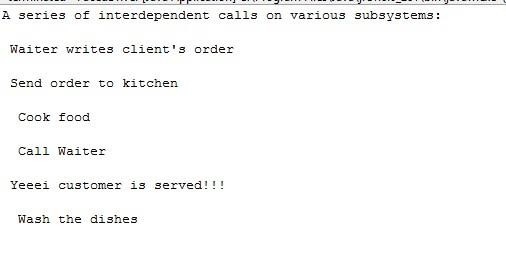 A series of interdependent calls on various subsystems:
Waiter writes client's order
Send order to kitchen
Cook food
Call Waiter
Yeeei customer is served!!!
Wash the dishes